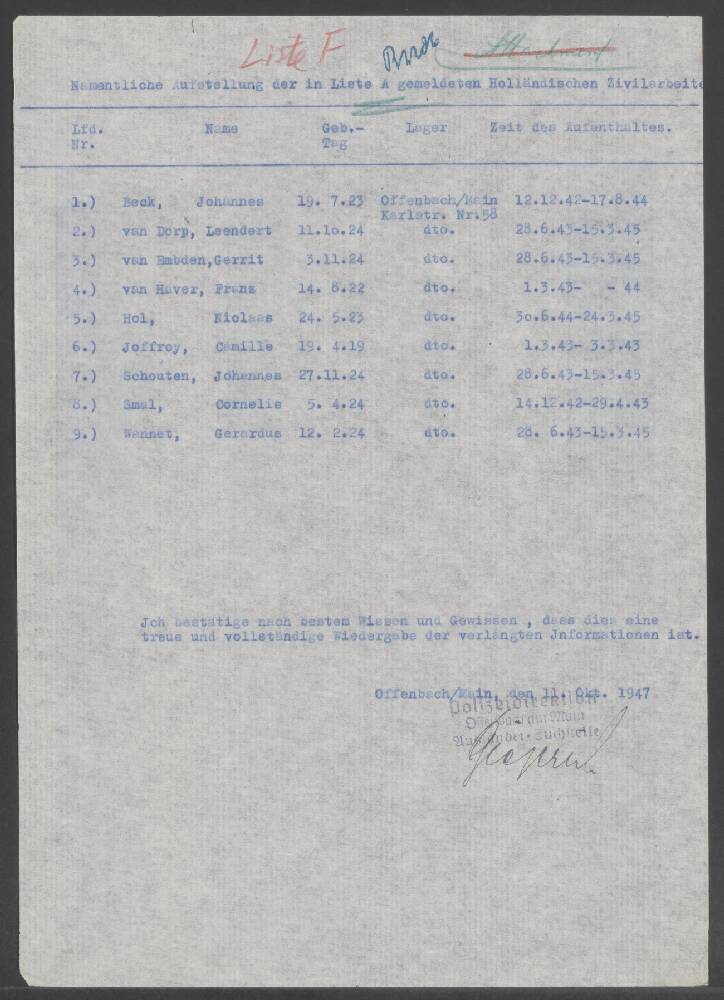 Liste F
Namentliche Aufstellung der in Liste A gemeldeten Holländischen Zivilarbeite
Lfd. Name Geb.- Lager Zeit des Aufenthaltes.
Nr. Tag
1.) Beck, Johannes 19. 7.23 Offenbach/Main 12.12.42-17.8.44
Karlstr. Nr.58
2.) van Dorp, Leendert 11.10.24 dto. 28.6.43-15.3.45
3.) van Embden,Gerrit 3.11.24 dto. 28.6.43-15.3.45
4.) van Haver, Franz 14. 8.22 dto. 1.3.43- - 44
5.) Hol, Niolaas 24. 5.23 dto. 30.6.44-24.3.45
6.) Joffroy, Camille 19. 4.19 dto. 1.3.43- 3.3.43
7.) Schouten, Johannes 27.11.24 dto. 28.6.43-15.3.45
8.) Smal, Cornelis 5. 4.24 dto. 14.12.42-29.4.43
9.) Wannet, Gerardus 12. 2.24 dto. 28. 6.43-15.3.45
Jch bestätige nach bestem Wissen und Gewissen , dass dies eine
treue und vollständige Wiedergabe der verlangten Jnformationen ist.
Offenbach/Main, den 11. Okt. 1947
Polizeidirektion
Offenbach am Main
Ausländer-Suchstelle